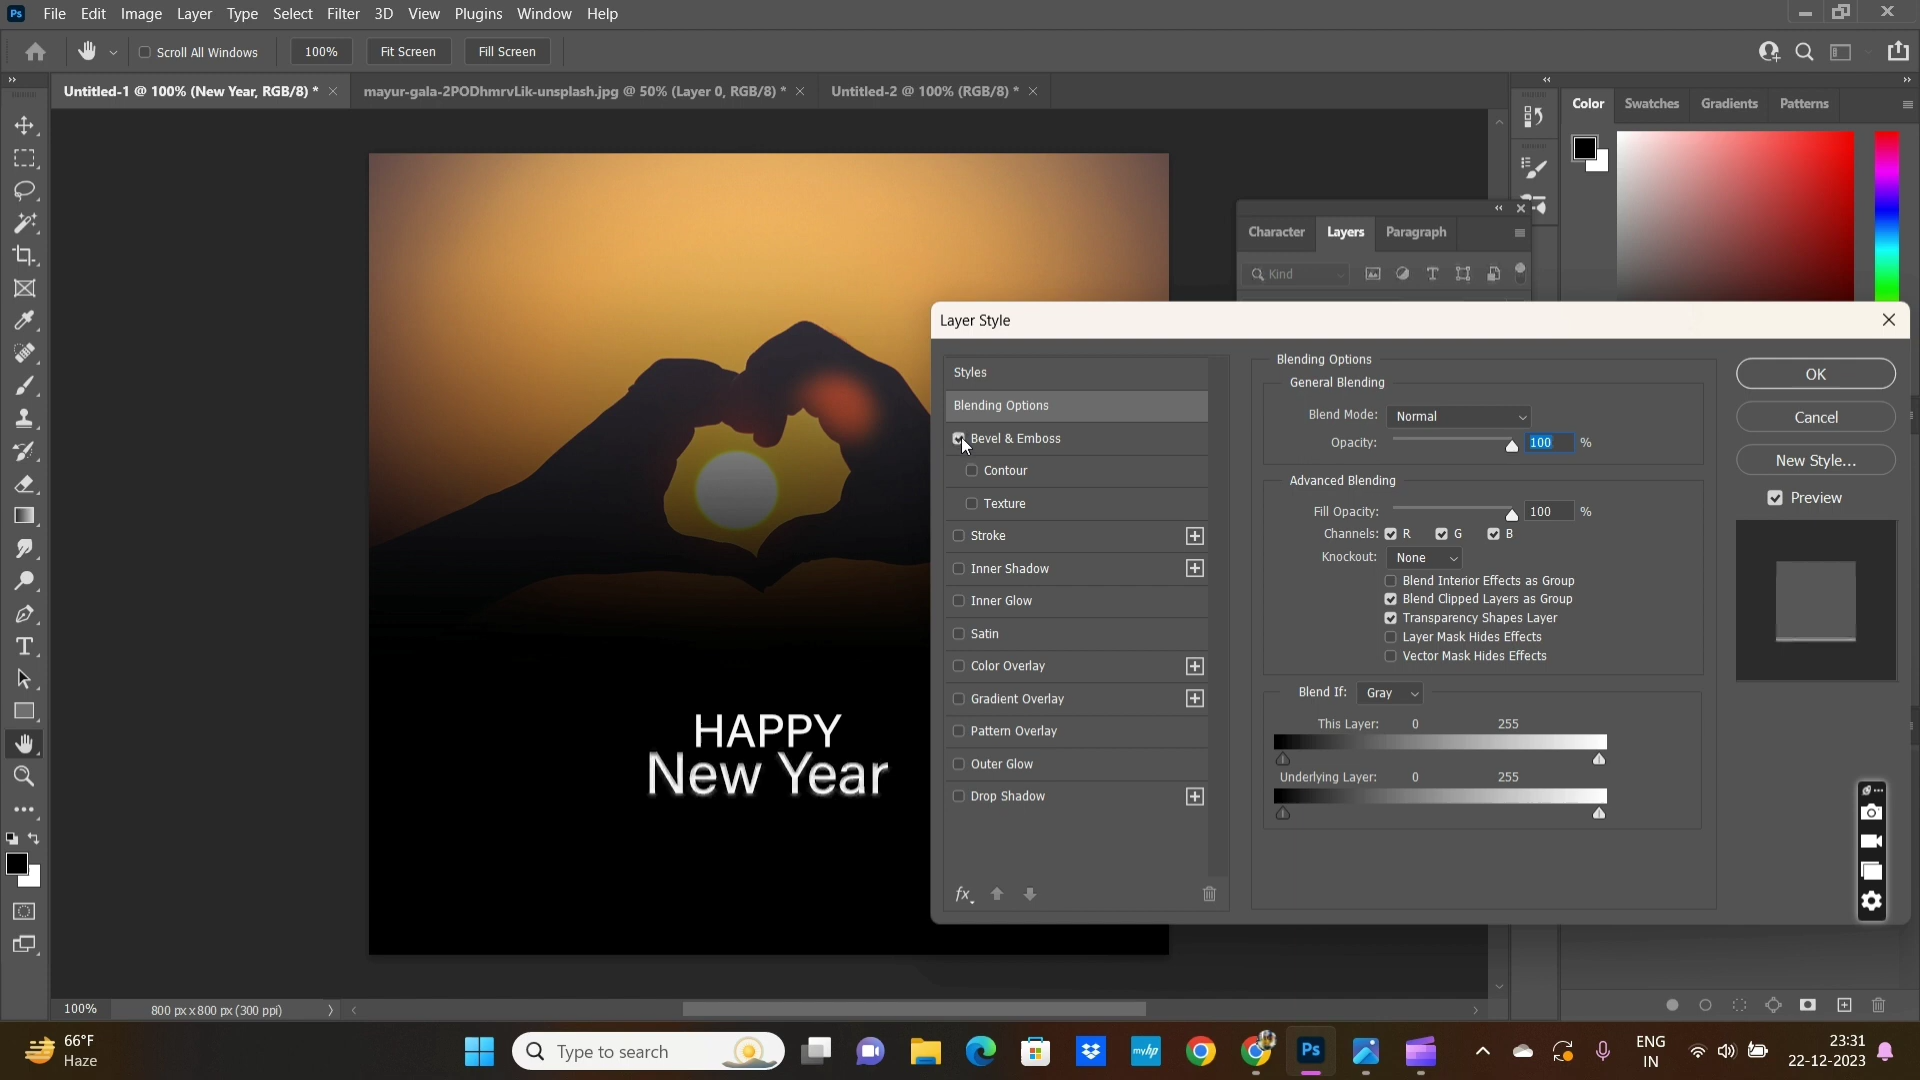 Ps File Edit Image Layer Type Select Filter 3D View Plugins Window Help
Scroll All Windows 100% Fit Screen Fill Screen
Untitled-1 @ 100% (New Year, RGB/8) * mayur-gala-2PODhmrvLik-unsplash.jpg @ 50% (Layer 0, RGB/8) * Untitled-2 @ 100% (RGB/8) *
Color Swatches Gradients Patterns
Character Layers Paragraph
Kind
Layer Style
Styles
Blending Options
Bevel & Emboss
Contour
Texture
Stroke
Inner Shadow
Inner Glow
Satin
Color Overlay
Gradient Overlay
Pattern Overlay
Outer Glow
Drop Shadow
fx
Blending Options
General Blending
Blend Mode: Normal
Opacity: 100 %
Advanced Blending
Fill Opacity: 100 %
Channels: R G B
Knockout: None
Blend Interior Effects as Group
Blend Clipped Layers as Group
Transparency Shapes Layer
Layer Mask Hides Effects
Vector Mask Hides Effects
Blend If: Gray
This Layer: 0 255
Underlying Layer: 0 255
OK
Cancel
New Style...
Preview
HAPPY
New Year
100% 800 px x 800 px (300 ppi)
66°F
Haze
Type to search
myhp
Ps
ENG
IN
23:31
22-12-2023